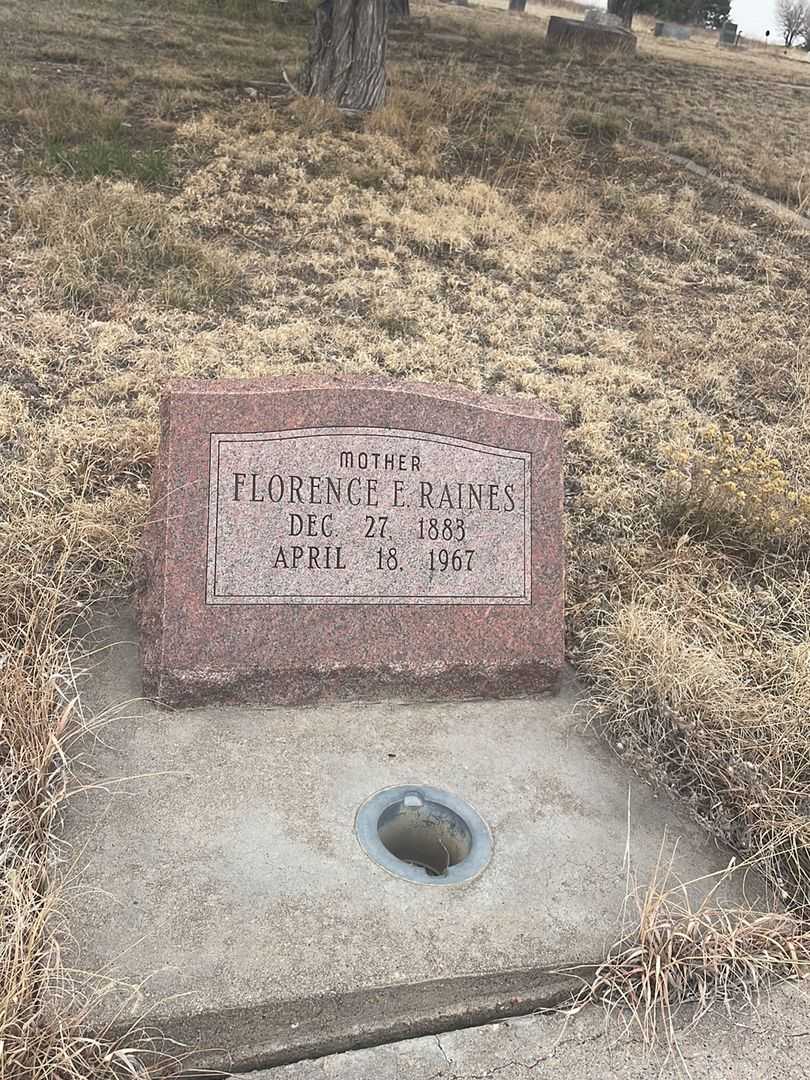 MOTHER
FLORENCE E. RAINES
DEC. 27, 1883
APRIL 18, 1967